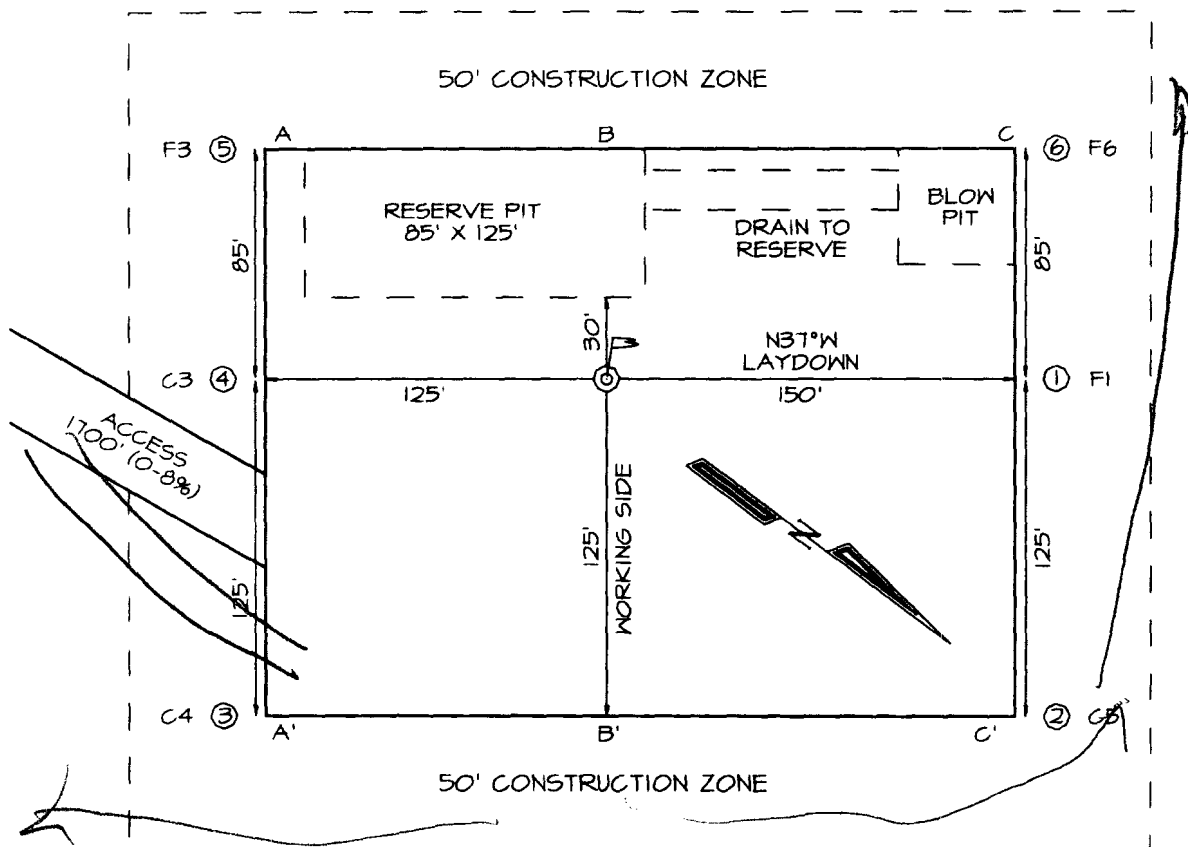 50' CONSTRUCTION ZONE
A B C
F3 ⑤
⑥ F6
RESERVE PIT
85' X 125'
BLOW
PIT
DRAIN TO
RESERVE
85'
85'
30'
N37°W
LAYDOWN
C3 ④
① F1
125'
150'
ACCESS
1700' (0-8%)
125'
125'
WORKING SIDE
N
125'
C4 ③
②
A' B' C'
50' CONSTRUCTION ZONE